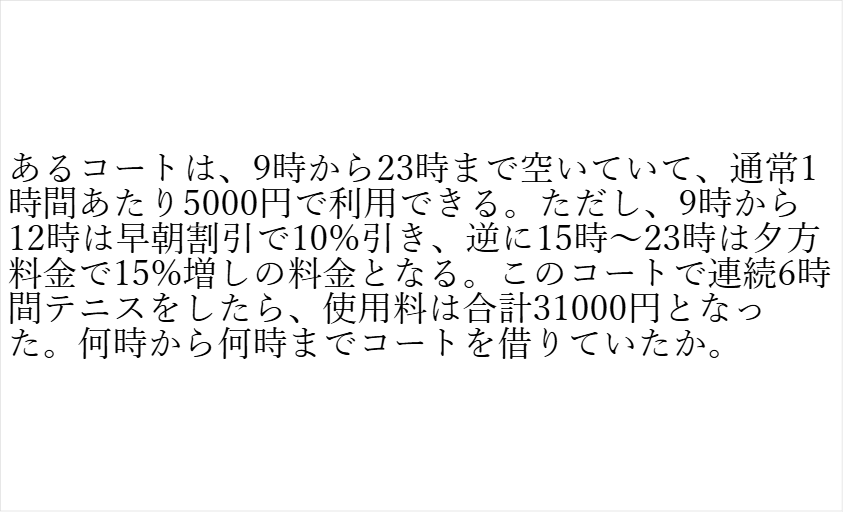 あるコートは、9時から23時まで空いていて、通常1
時間あたり5000円で利用できる。ただし、9時から
12時は早朝割引で10%引き、逆に15時〜23時は夕方
料金で15%増しの料金となる。このコートで連続6時
間テニスをしたら、使用料は合計31000円となっ
た。何時から何時までコートを借りていたか。